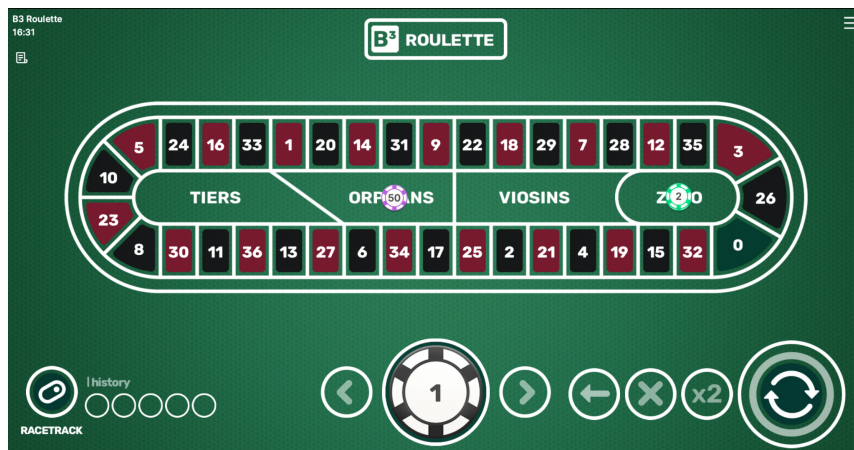 B3 Roulette
16:31
B³ ROULETTE
5 24 16 33 1 20 14 31 9 22 18 29 7 28 12 35 3
10 26
TIERS ORPHANS VIOSINS ZERO
50 2
23
8 30 11 36 13 27 6 34 17 25 2 21 4 19 15 32 0
history
1
x2
RACETRACK